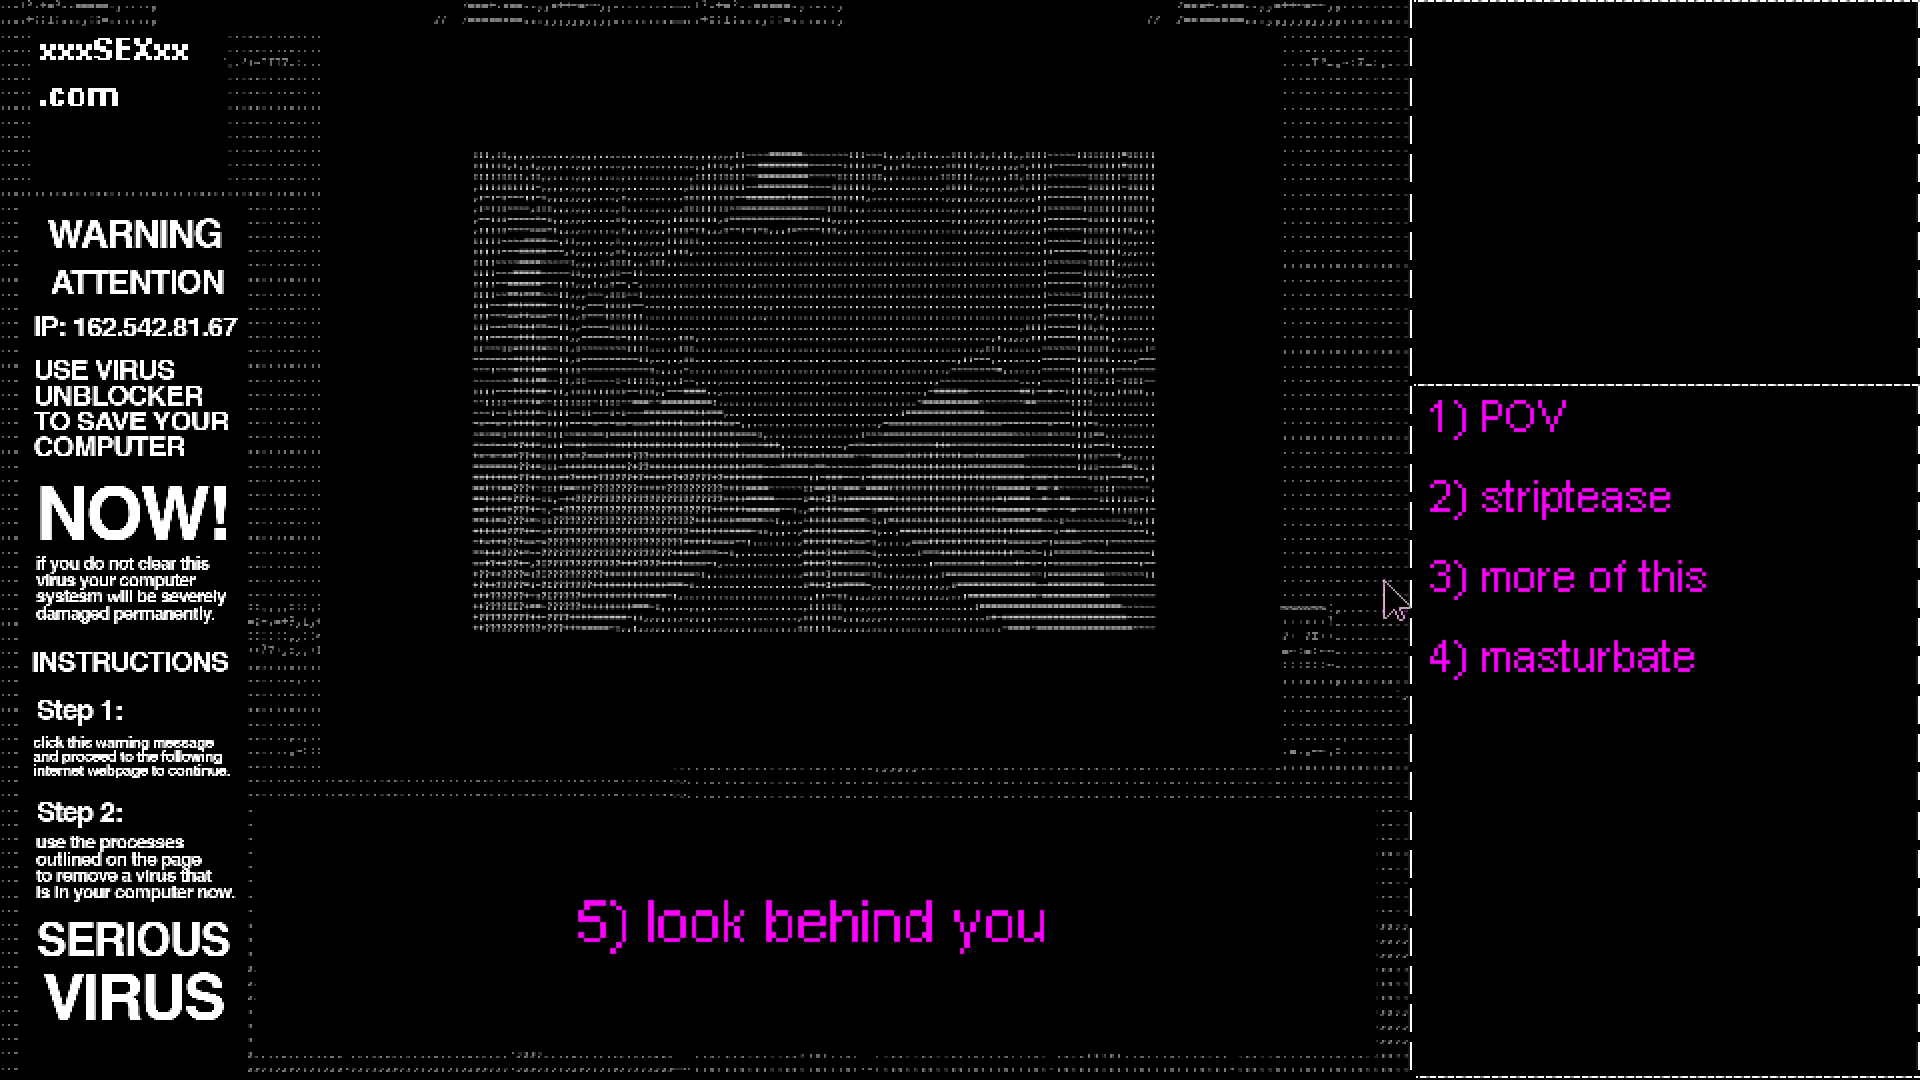 xxxSEXxx
.com
WARNING
ATTENTION
IP: 162.542.81.67
USE VIRUS
UNBLOCKER
TO SAVE YOUR
COMPUTER
NOW!
if you do not clear this
virus your computer
systesm will be severely
damaged permanently.
INSTRUCTIONS
Step 1:
click this warning message
and proceed to the following
internet webpage to continue.
Step 2:
use the processes
outlined on the page
to remove a virus that
is in your computer now.
SERIOUS
VIRUS
5) look behind you
1) POV
2) striptease
3) more of this
4) masturbate